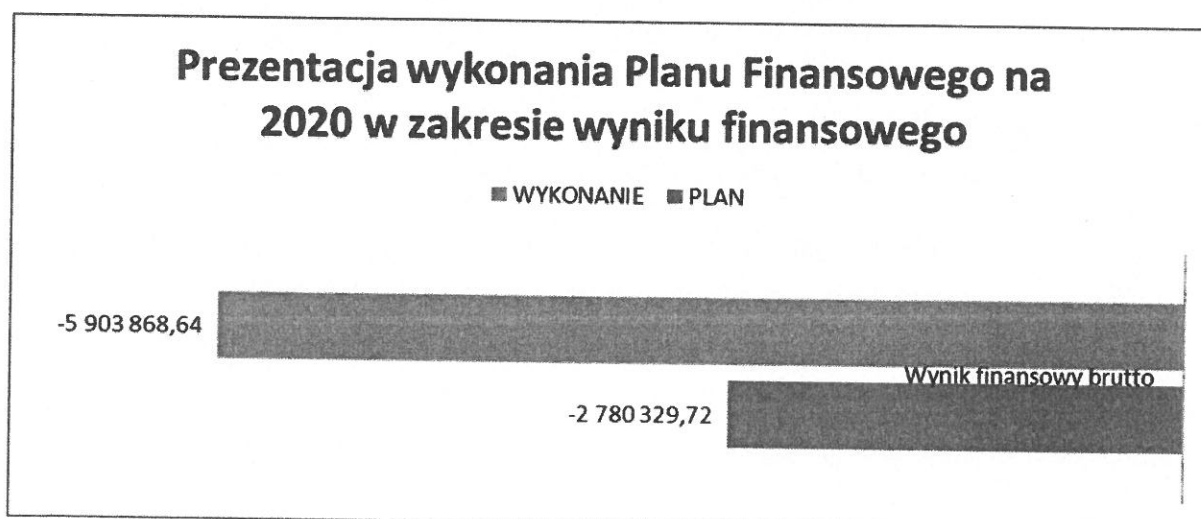 Prezentacja wykonania Planu Finansowego na
2020 w zakresie wyniku finansowego
WYKONANIE PLAN
-5 903 868,64
Wynik finansowy brutto
-2 780 329,72